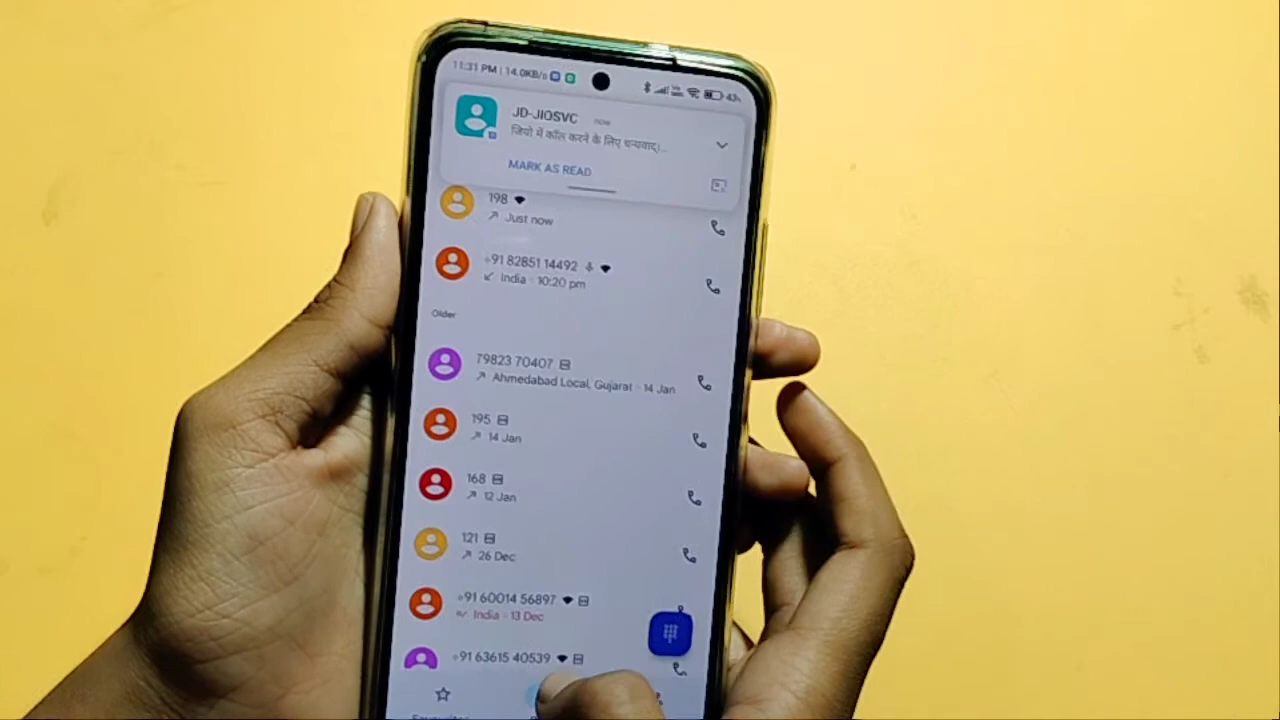 11:31 PM | 14.0KB/s
43%
JD-JIOSVC now
जियो में कॉल करने के लिए धन्यवाद्।...
MARK AS READ
198
Just now
+91 82851 14492
India · 10:20 pm
Older
79823 70407
Ahmedabad Local, Gujarat · 14 Jan
195
14 Jan
168
12 Jan
121
26 Dec
+91 60014 56897
India · 13 Dec
+91 63615 40539